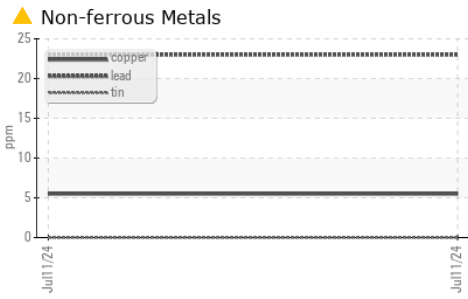 Non-ferrous Metals
25
20
15
10
5
0
ppm
copper
lead
tin
Jul11/24
Jul11/24